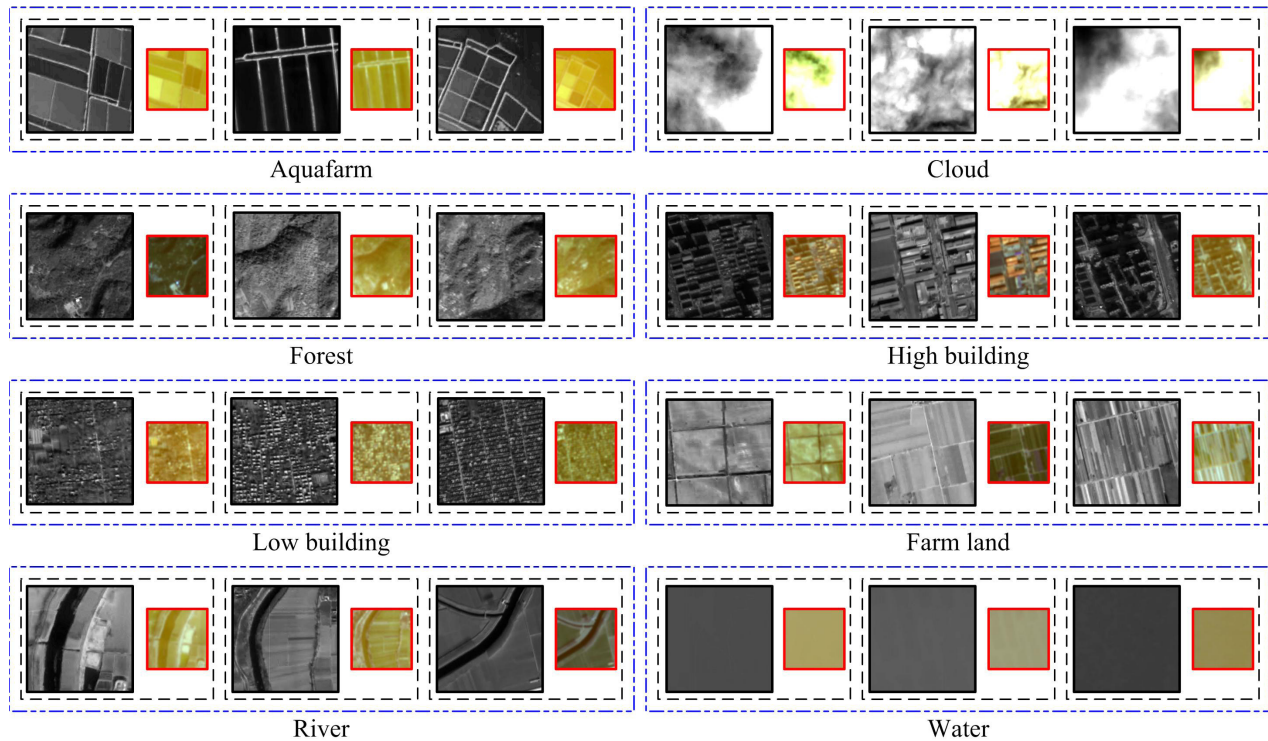 Aquafarm
Cloud
Forest
High building
Low building
Farm land
River
Water